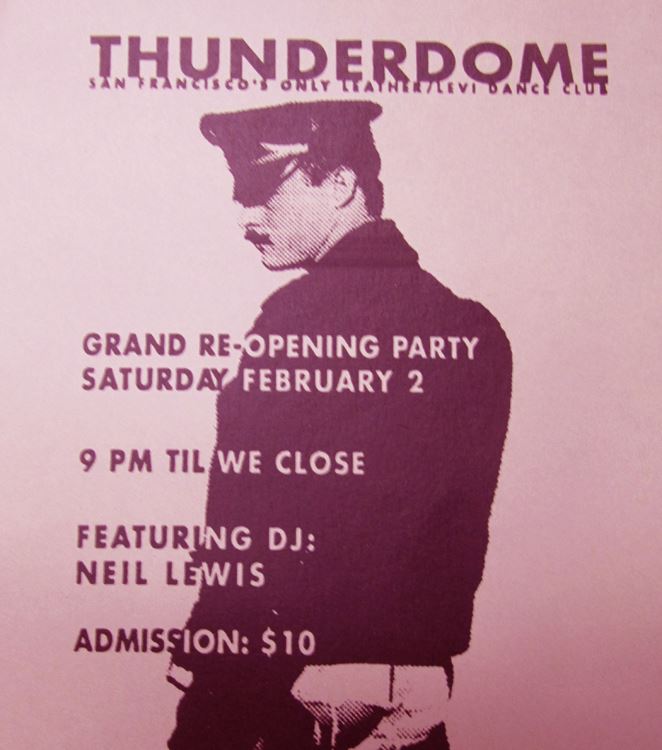 THUNDERDOME
SAN FRANCISCO'S ONLY LEATHER/LEVI DANCE CLUB
GRAND RE-OPENING PARTY
SATURDAY FEBRUARY 2
9 PM TIL WE CLOSE
FEATURING DJ:
NEIL LEWIS
ADMISSION: $10